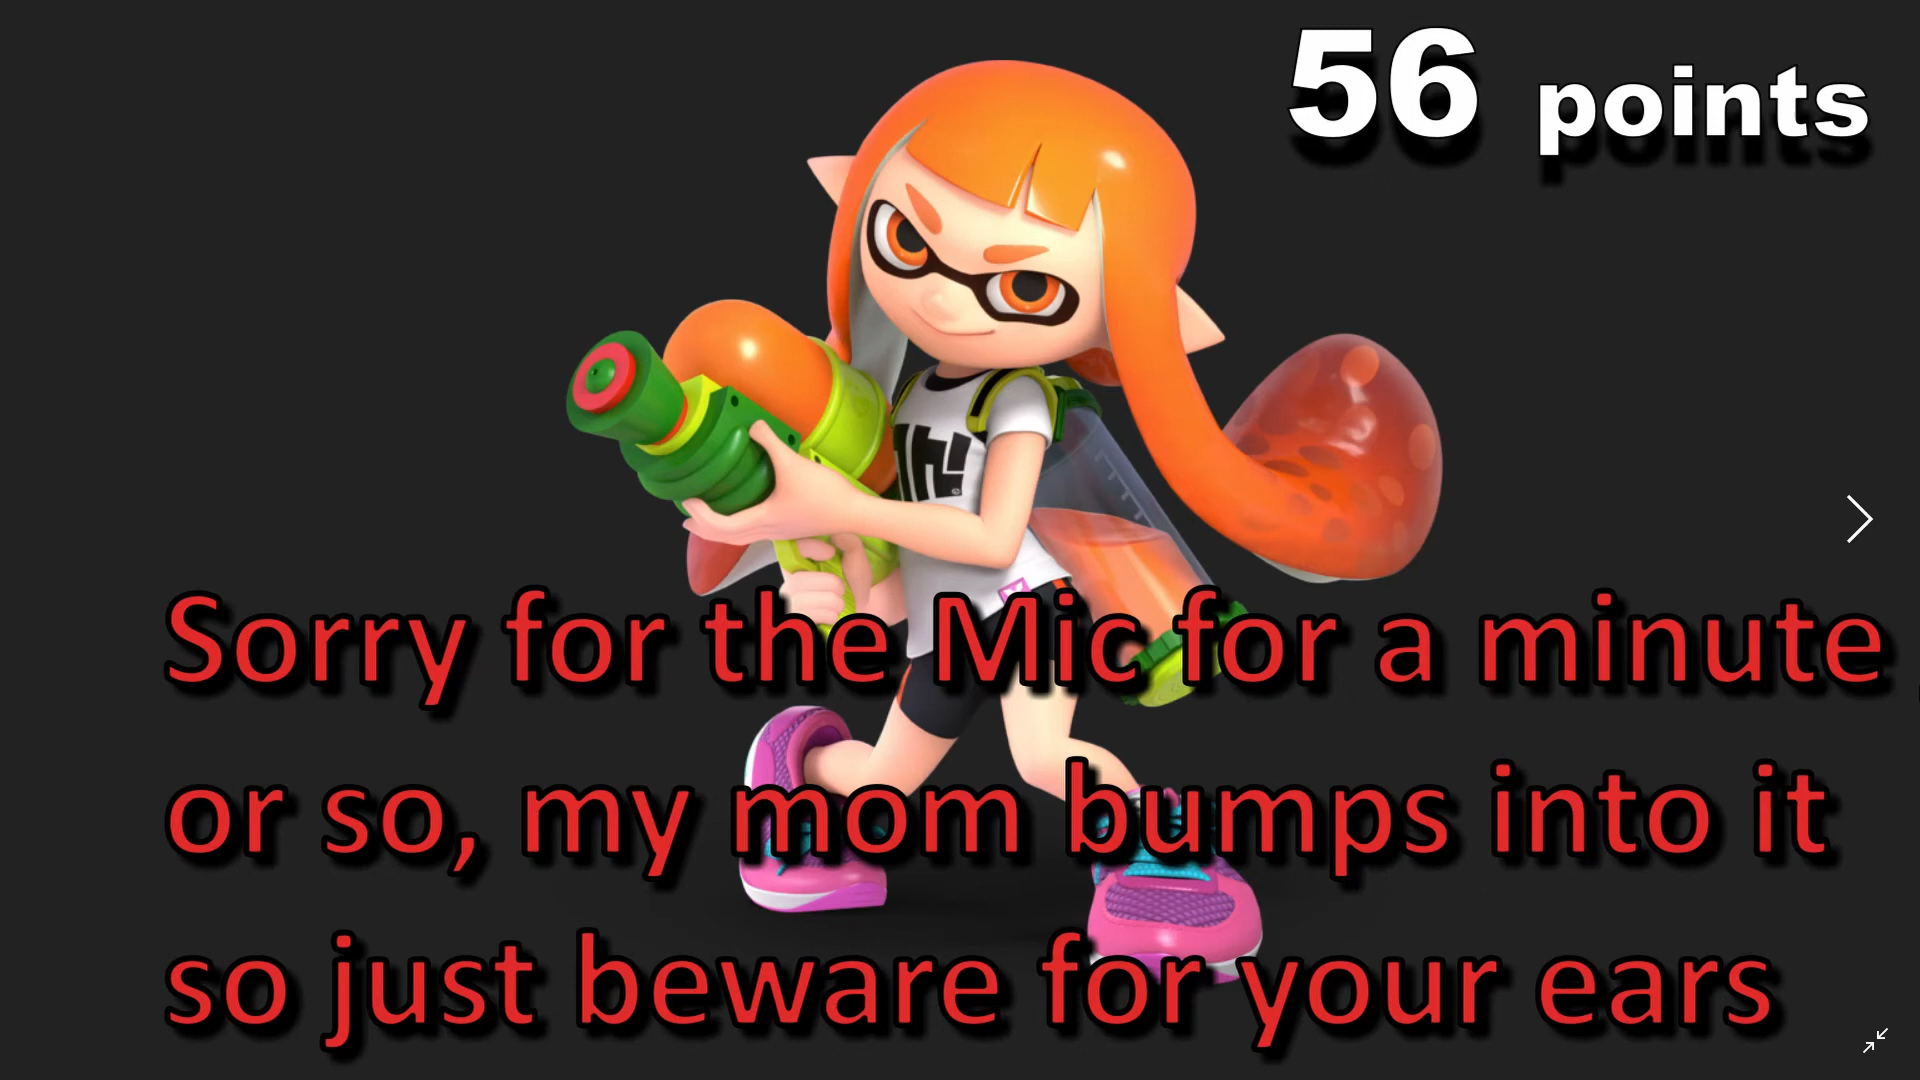 56 points
Sorry for the Mic for a minute
or so, my mom bumps into it
so just beware for your ears